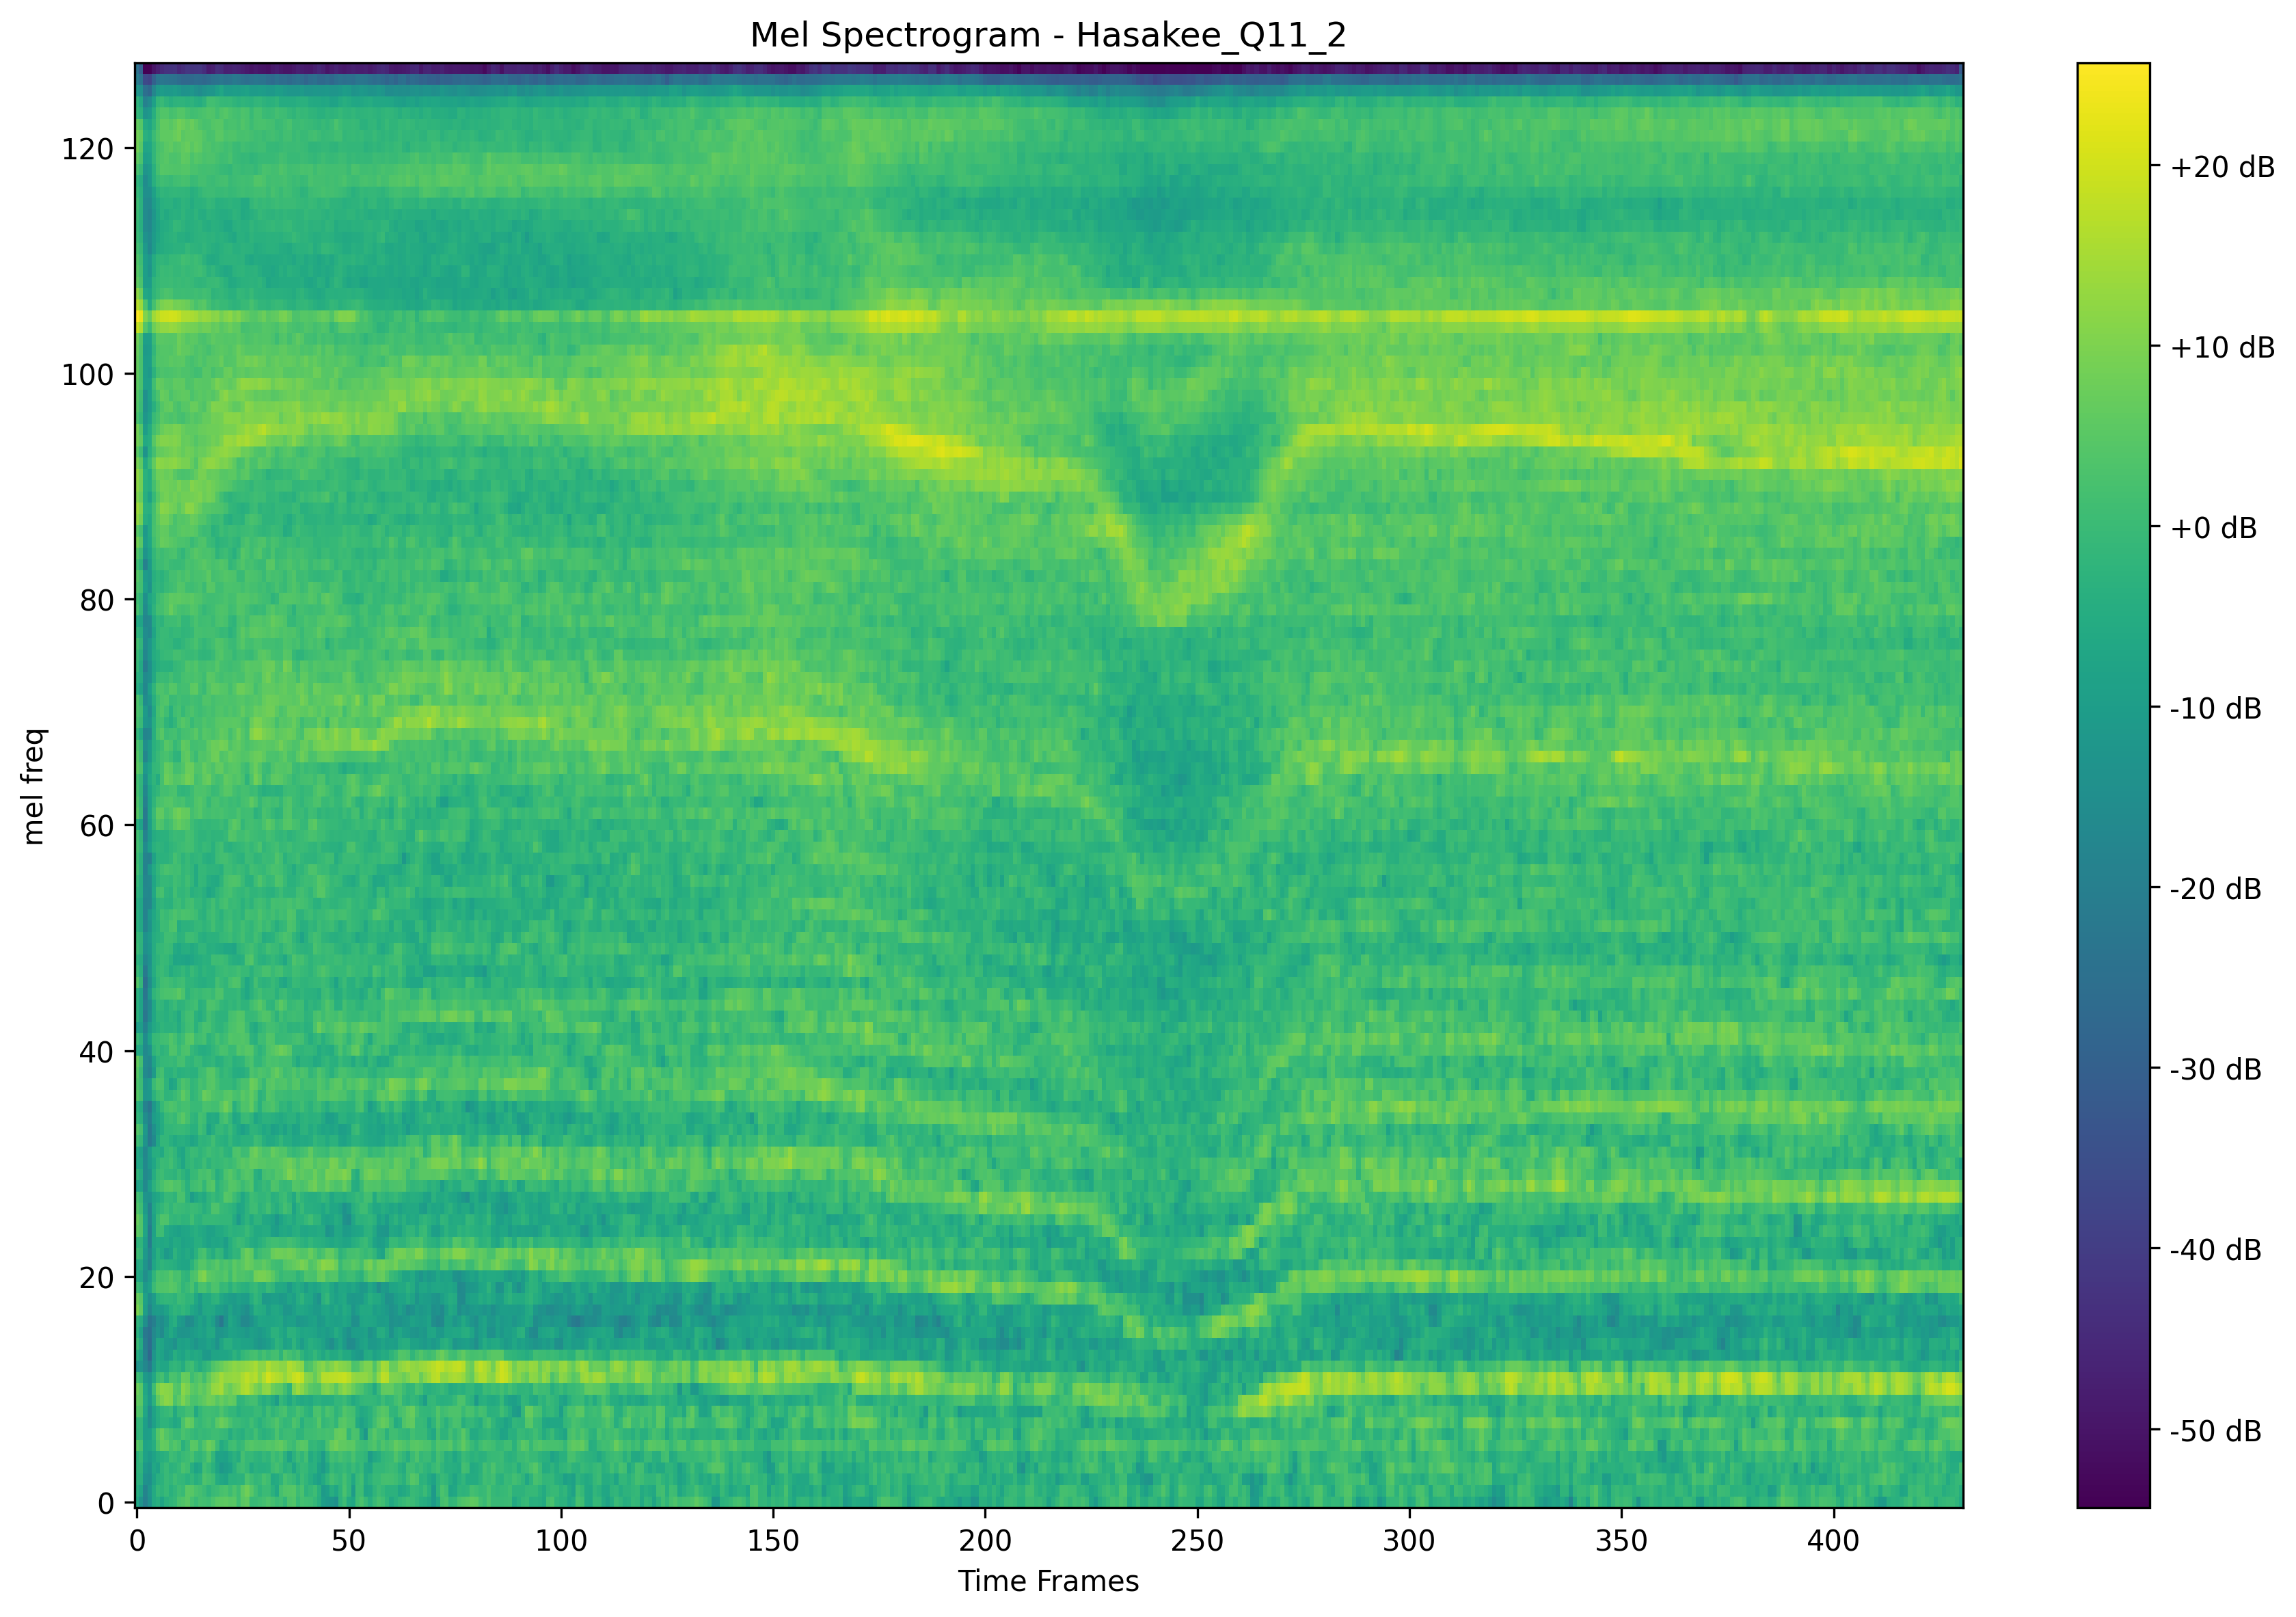 Mel Spectrogram - Hasakee_Q11_2
mel freq
120
100
80
60
40
20
0
0 50 100 150 200 250 300 350 400
Time Frames
+20 dB
+10 dB
+0 dB
-10 dB
-20 dB
-30 dB
-40 dB
-50 dB